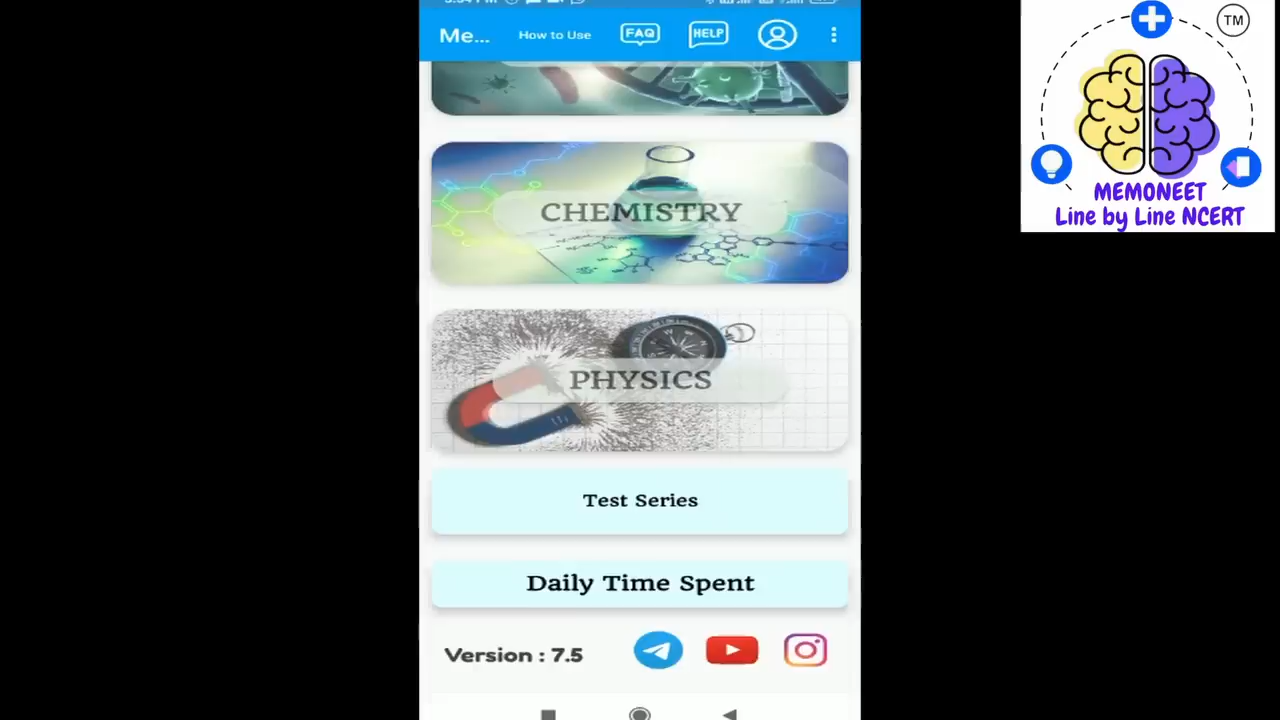 Me...
How to Use
FAQ
HELP
CHEMISTRY
PHYSICS
Test Series
Daily Time Spent
Version : 7.5
TM
MEMONEET
Line by Line NCERT